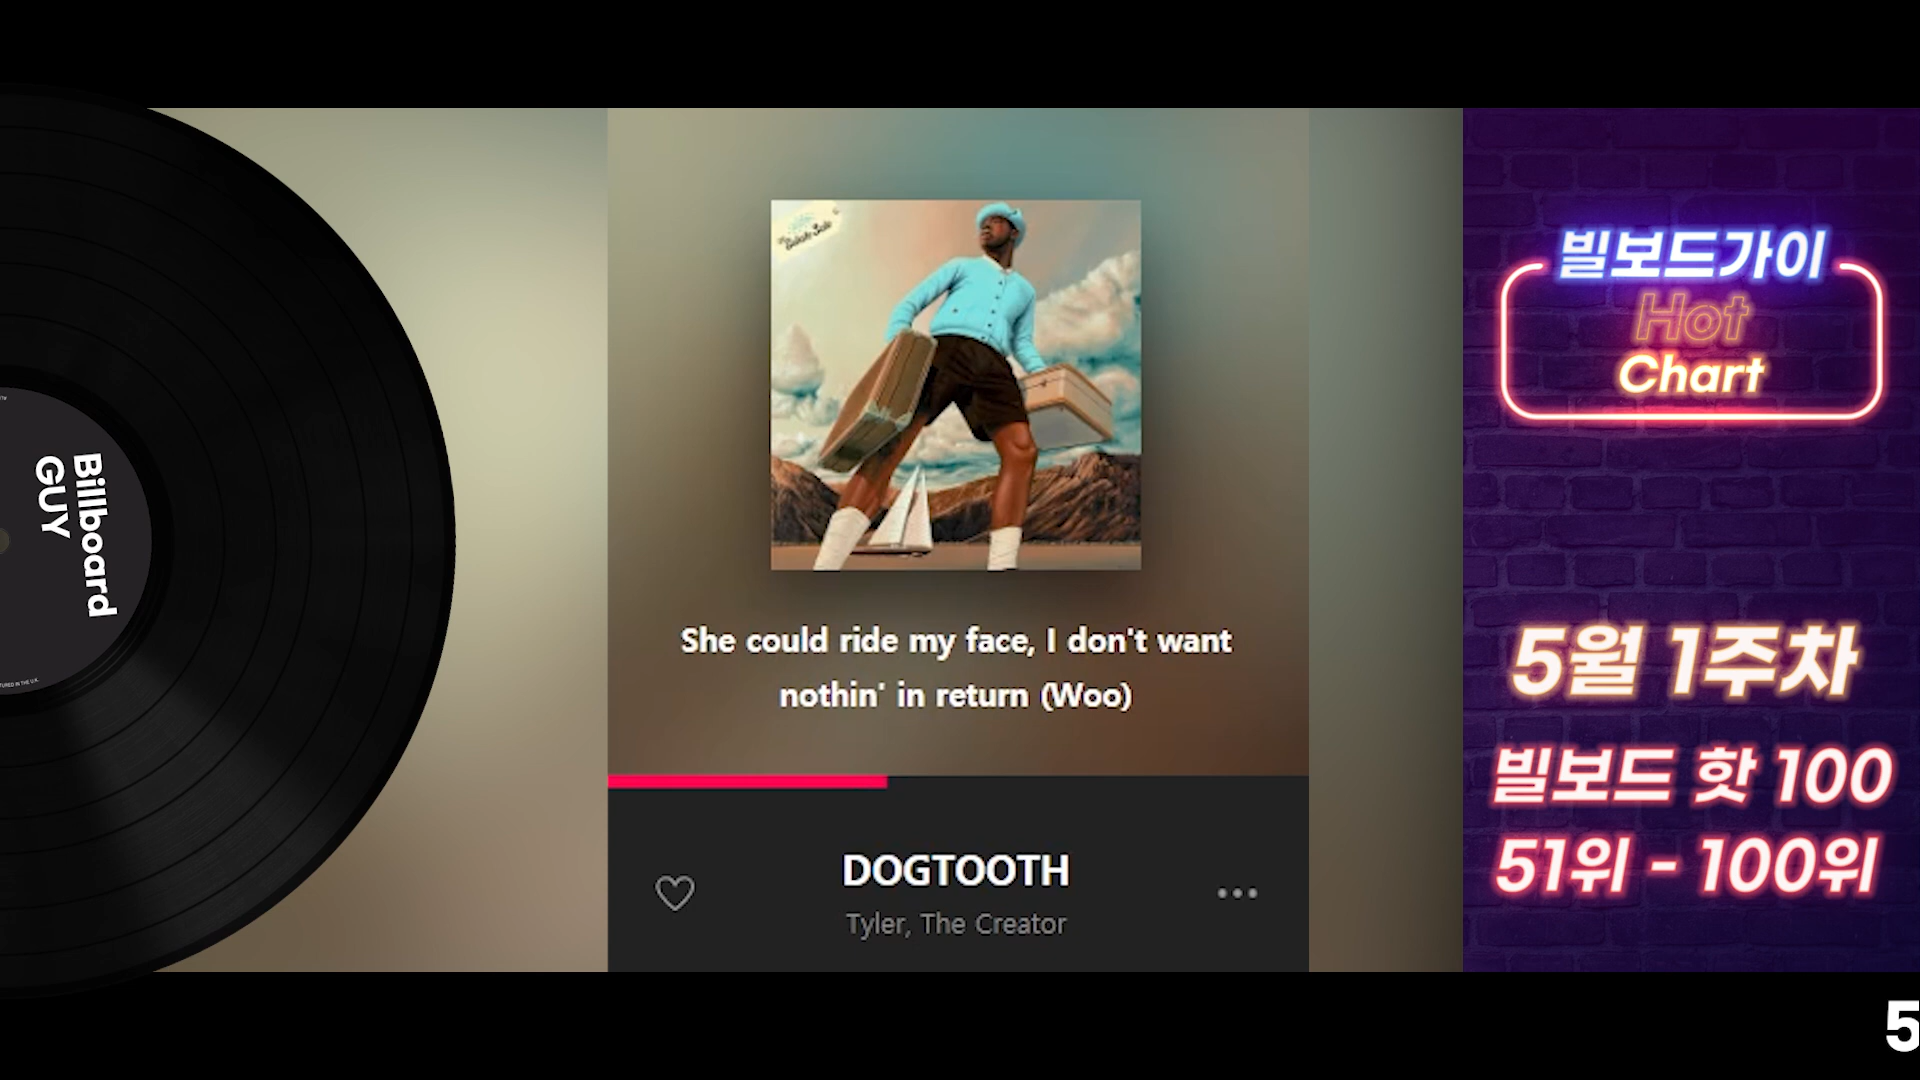 Billboard
GUY
She could ride my face, I don't want
nothin' in return (Woo)
DOGTOOTH
Tyler, The Creator
빌보드가이
Hot
Chart
5월 1주차
빌보드 핫 100
51위 - 100위
5